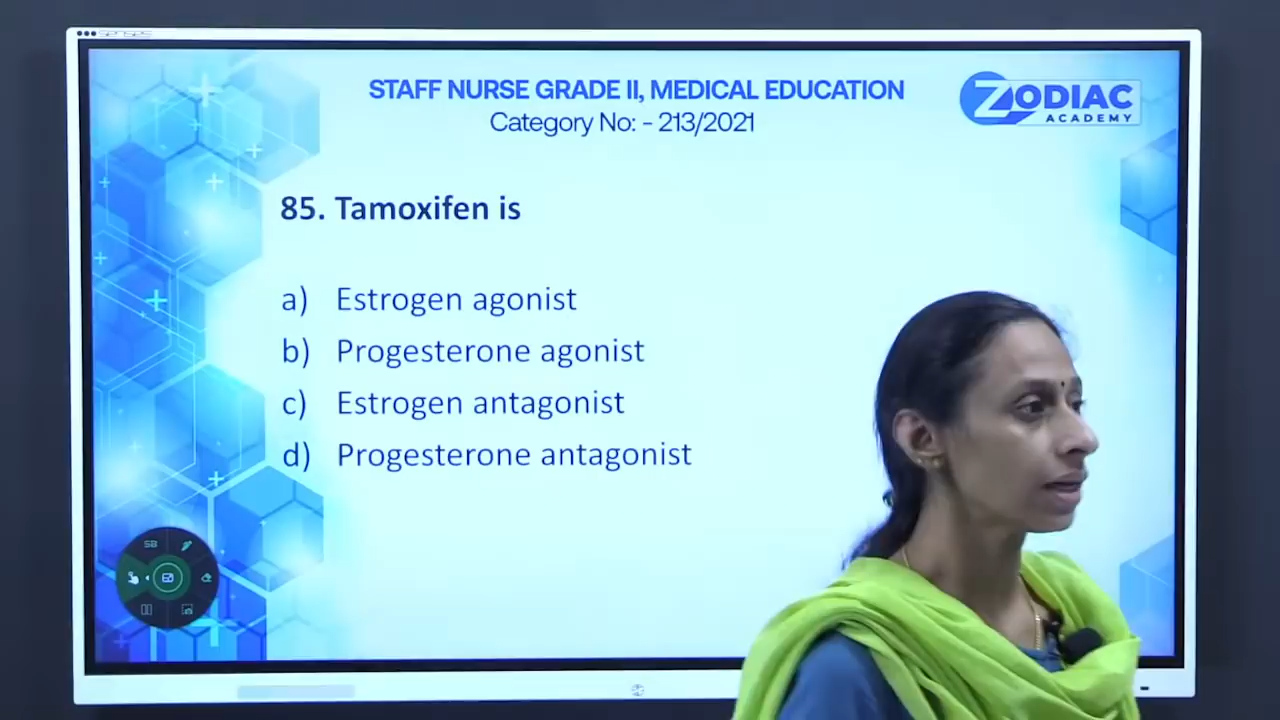 STAFF NURSE GRADE II, MEDICAL EDUCATION
Category No: - 213/2021
ZODIAC
ACADEMY
85. Tamoxifen is
a) Estrogen agonist
b) Progesterone agonist
c) Estrogen antagonist
d) Progesterone antagonist